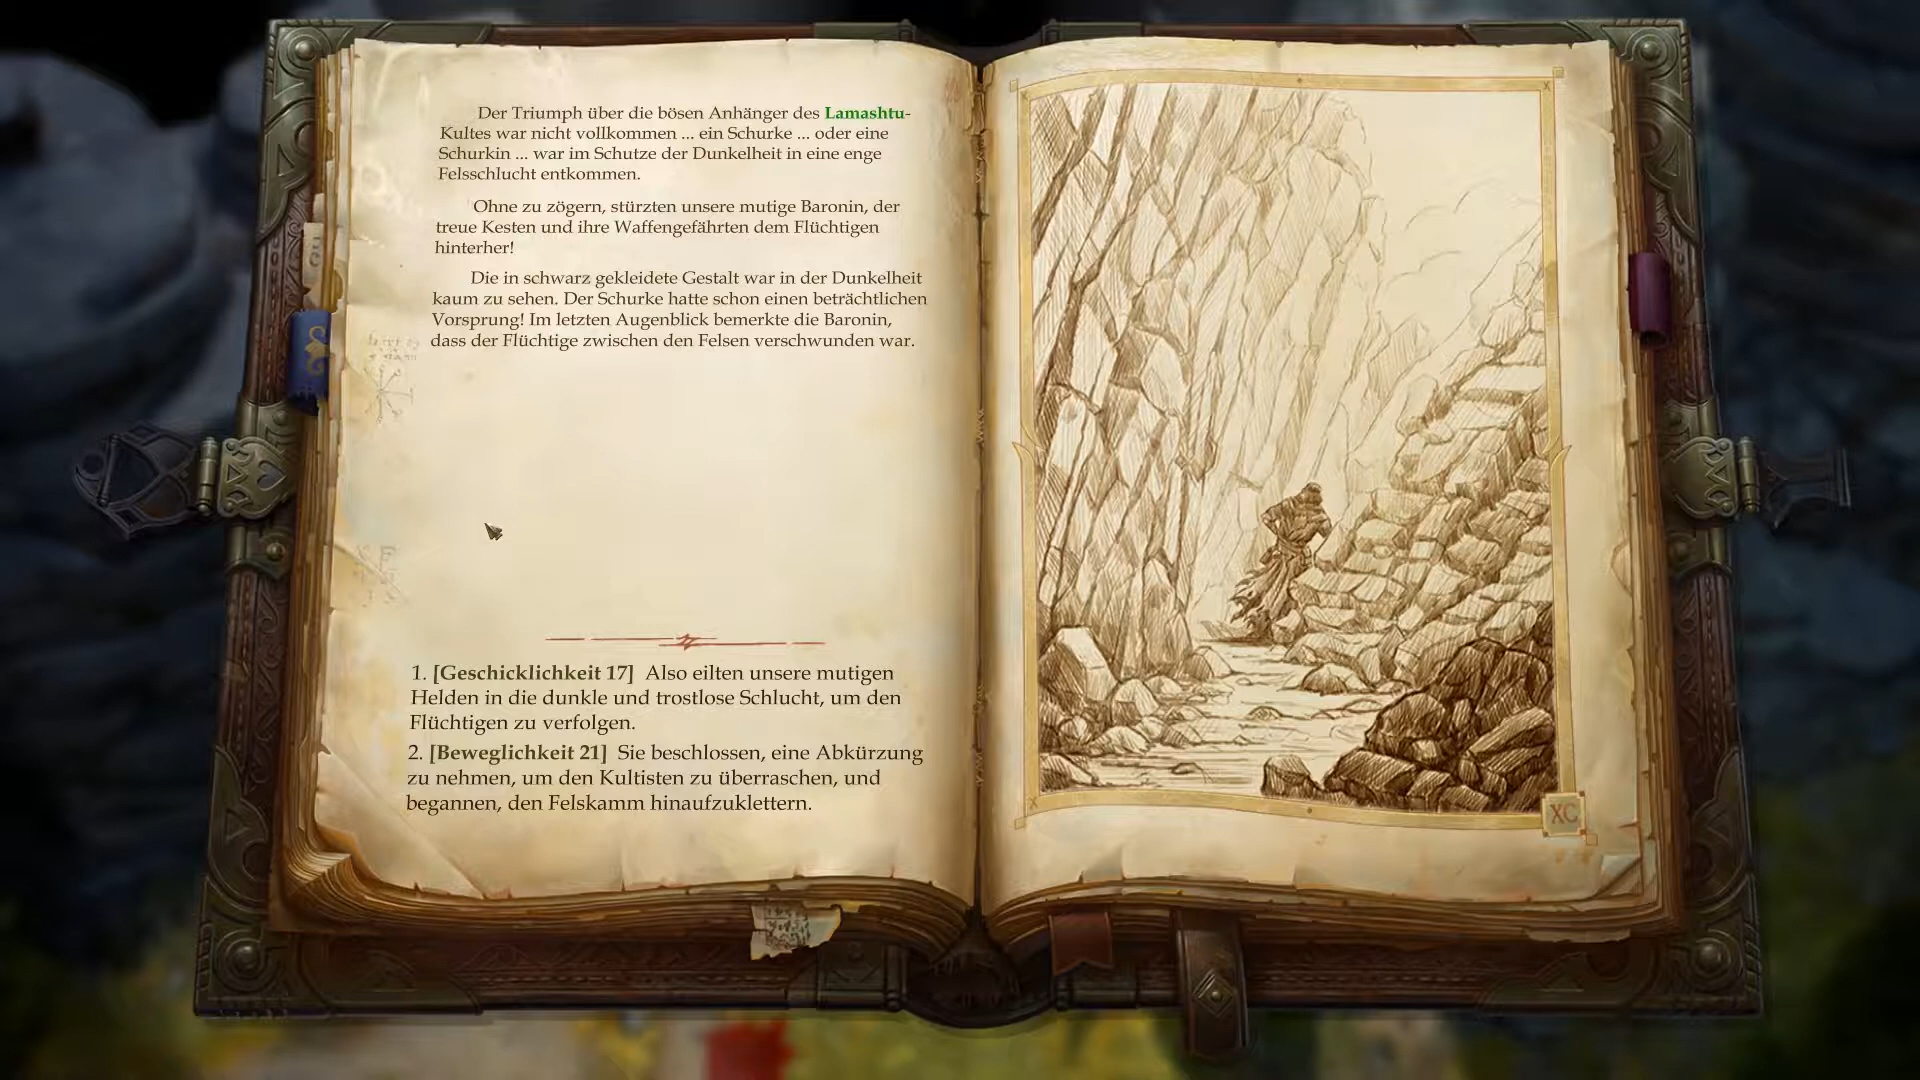 Der Triumph über die bösen Anhänger des Lamashtu-
Kultes war nicht vollkommen ... ein Schurke ... oder eine
Schurkin ... war im Schutze der Dunkelheit in eine enge
Felsschlucht entkommen.
Ohne zu zögern, stürzten unsere mutige Baronin, der
treue Kesten und ihre Waffengefährten dem Flüchtigen
hinterher!
Die in schwarz gekleidete Gestalt war in der Dunkelheit
kaum zu sehen. Der Schurke hatte schon einen beträchtlichen
Vorsprung! Im letzten Augenblick bemerkte die Baronin,
dass der Flüchtige zwischen den Felsen verschwunden war.
1. [Geschicklichkeit 17] Also eilten unsere mutigen
Helden in die dunkle und trostlose Schlucht, um den
Flüchtigen zu verfolgen.
2. [Beweglichkeit 21] Sie beschlossen, eine Abkürzung
zu nehmen, um den Kultisten zu überraschen, und
begannen, den Felskamm hinaufzuklettern.
XC